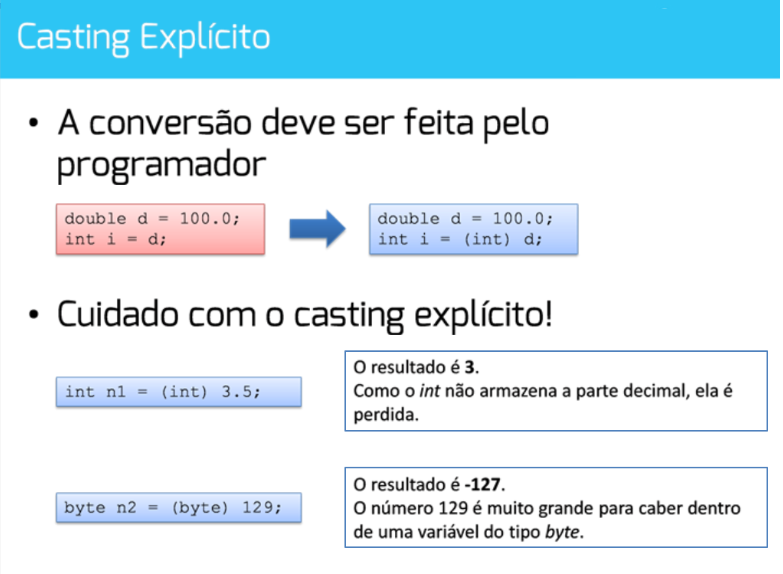 Casting Explícito
• A conversão deve ser feita pelo
programador
double d = 100.0;
int i = d;
double d = 100.0;
int i = (int) d;
• Cuidado com o casting explícito!
int n1 = (int) 3.5;
O resultado é 3.
Como o int não armazena a parte decimal, ela é
perdida.
byte n2 = (byte) 129;
O resultado é -127.
O número 129 é muito grande para caber dentro
de uma variável do tipo byte.